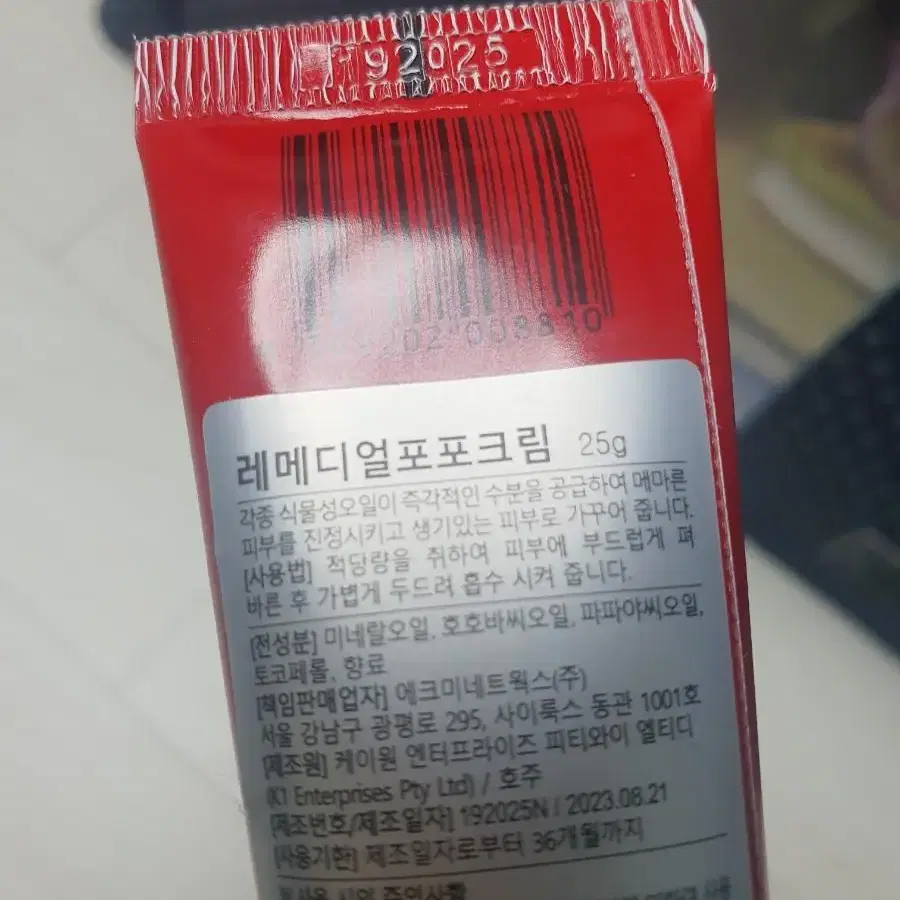 192025
202 008810
레메디얼포포크림 25g
각종 식물성오일이 즉각적인 수분을 공급하여 메마른
피부를 진정시키고 생기있는 피부로 가꾸어 줍니다.
[사용법] 적당량을 취하여 피부에 부드럽게 펴
바른 후 가볍게 두드려 흡수 시켜 줍니다.
[전성분] 미네랄오일, 호호바씨오일, 파파야씨오일,
토코페롤, 향료
[책임판매업자] 에크미네트웍스(주)
서울 강남구 광평로 295, 사이룩스 동관 1001호
[제조원] 케이원 엔터프라이즈 피티와이 엘티디
(K1 Enterprises Pty Ltd) / 호주
[제조번호/제조일자] 192025N / 2023.08.21
[사용기한] 제조일자로부터 36개월까지